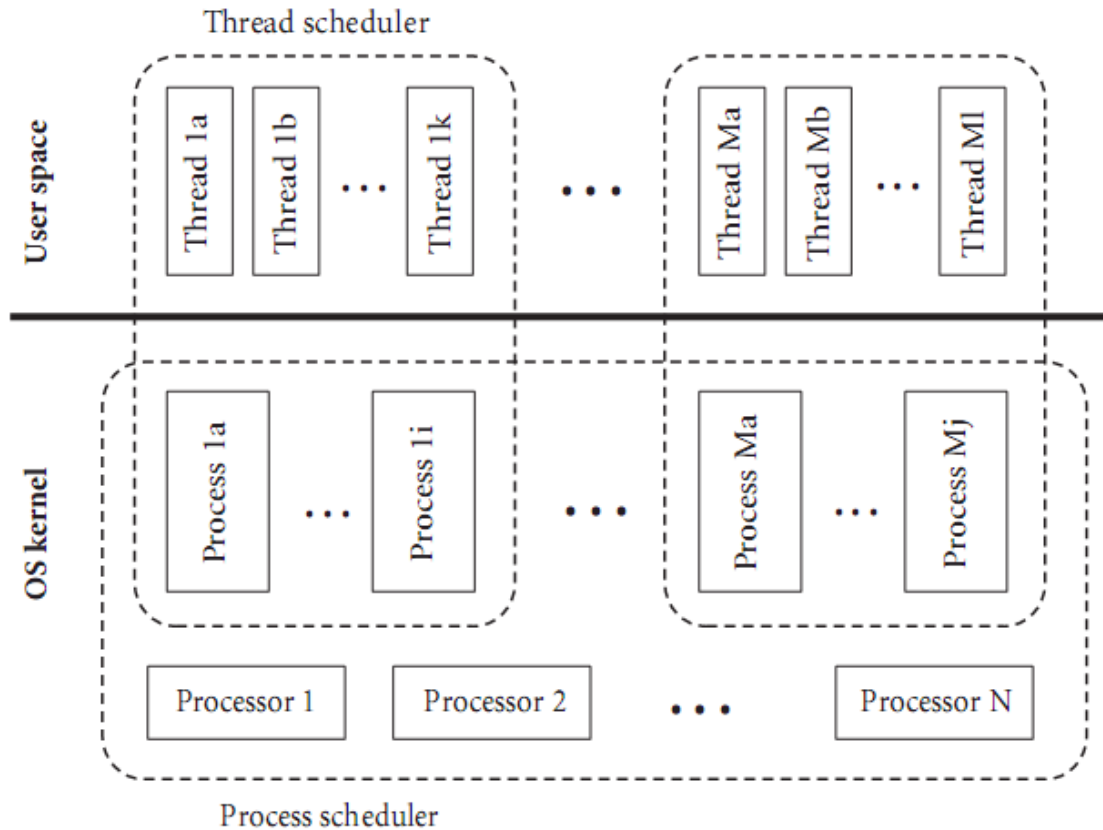 Thread scheduler
User space
Thread 1a
Thread 1b
...
Thread 1k
...
Thread Ma
Thread Mb
...
Thread Ml
OS kernel
Process 1a
...
Process 1i
...
Process Ma
...
Process Mj
Processor 1
Processor 2
...
Processor N
Process scheduler